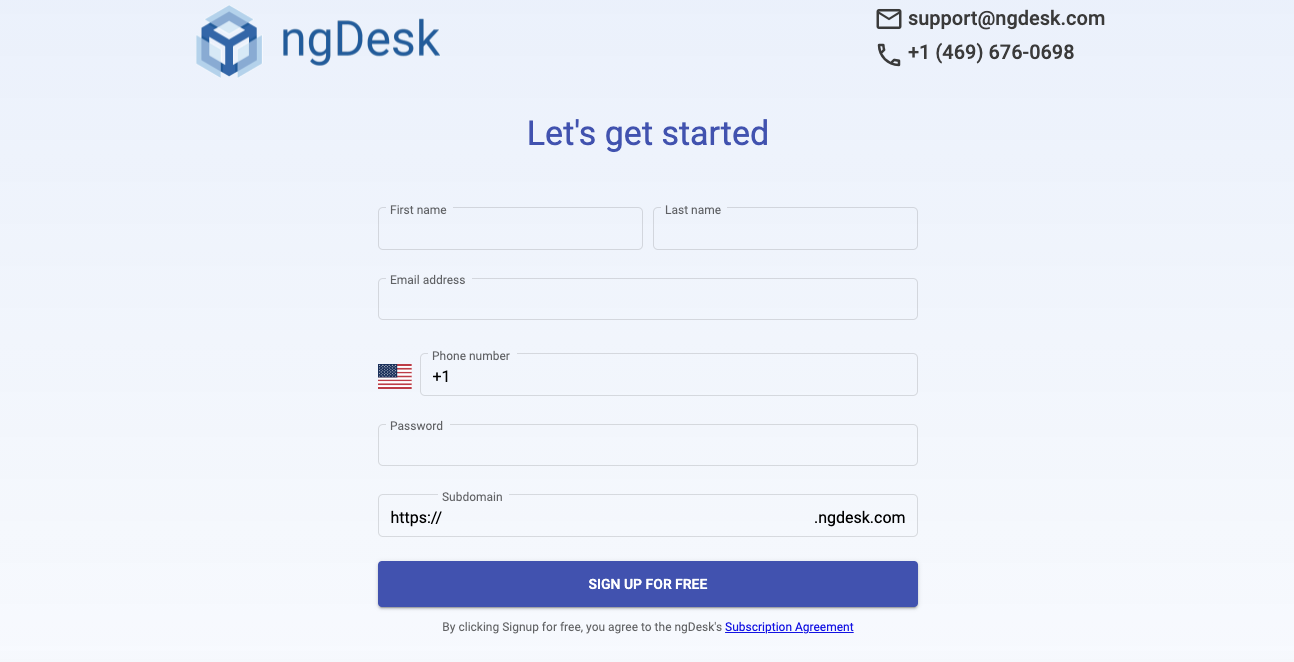 ngDesk
support@ngdesk.com
+1 (469) 676-0698
Let's get started
First name
Last name
Email address
Phone number
+1
Password
Subdomain
https://
.ngdesk.com
SIGN UP FOR FREE
By clicking Signup for free, you agree to the ngDesk's Subscription Agreement